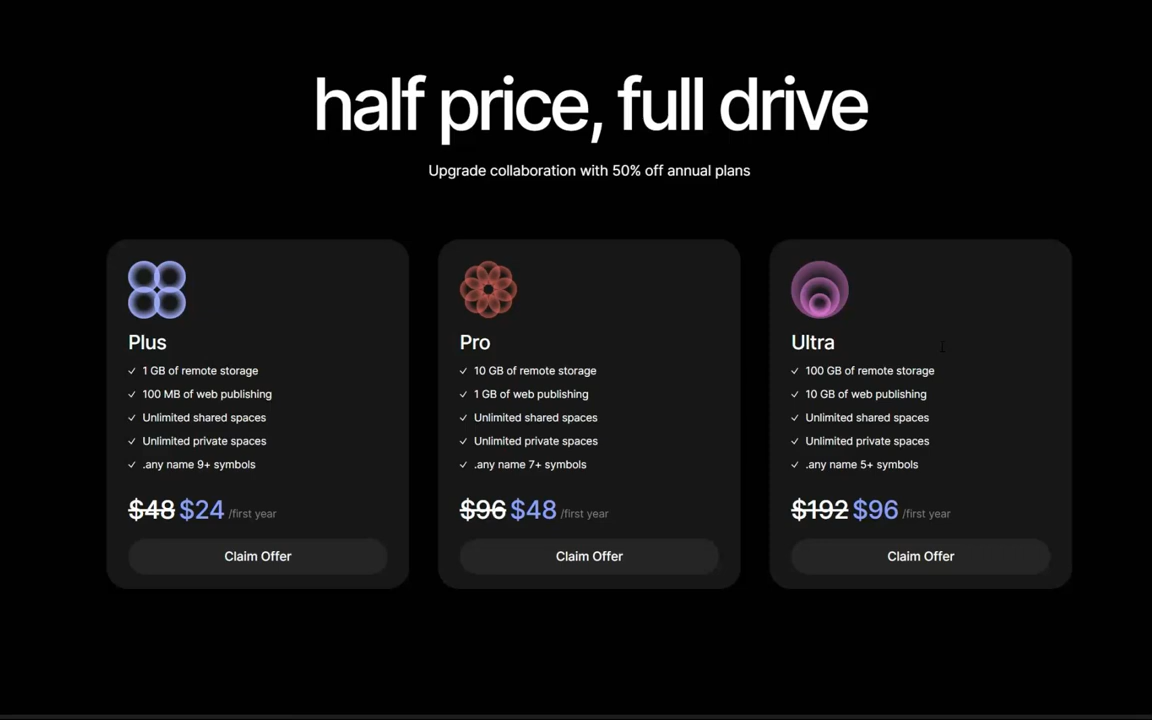 half price, full drive
Upgrade collaboration with 50% off annual plans
Plus
1 GB of remote storage
100 MB of web publishing
Unlimited shared spaces
Unlimited private spaces
.any name 9+ symbols
$48 $24 /first year
Claim Offer
Pro
10 GB of remote storage
1 GB of web publishing
Unlimited shared spaces
Unlimited private spaces
.any name 7+ symbols
$96 $48 /first year
Claim Offer
Ultra
100 GB of remote storage
10 GB of web publishing
Unlimited shared spaces
Unlimited private spaces
.any name 5+ symbols
$192 $96 /first year
Claim Offer